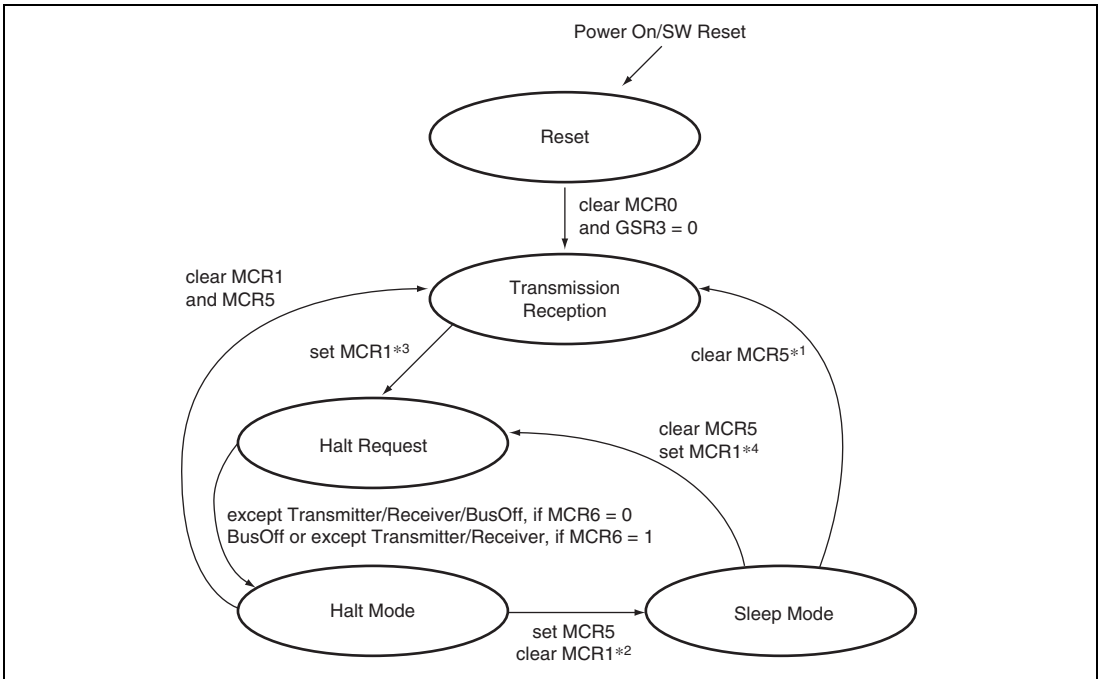 Power On/SW Reset
Reset
clear MCR0
and GSR3 = 0
clear MCR1
and MCR5
Transmission
Reception
set MCR1*3
clear MCR5*1
Halt Request
clear MCR5
set MCR1*4
except Transmitter/Receiver/BusOff, if MCR6 = 0
BusOff or except Transmitter/Receiver, if MCR6 = 1
Halt Mode
Sleep Mode
set MCR5
clear MCR1*2